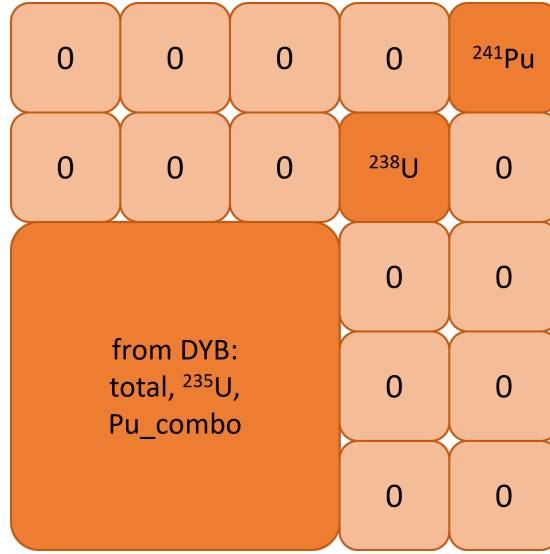 0 0 0 0 ²⁴¹Pu
0 0 0 ²³⁸U 0
0 0
from DYB:
total, ²³⁵U,
Pu_combo
0 0
0 0